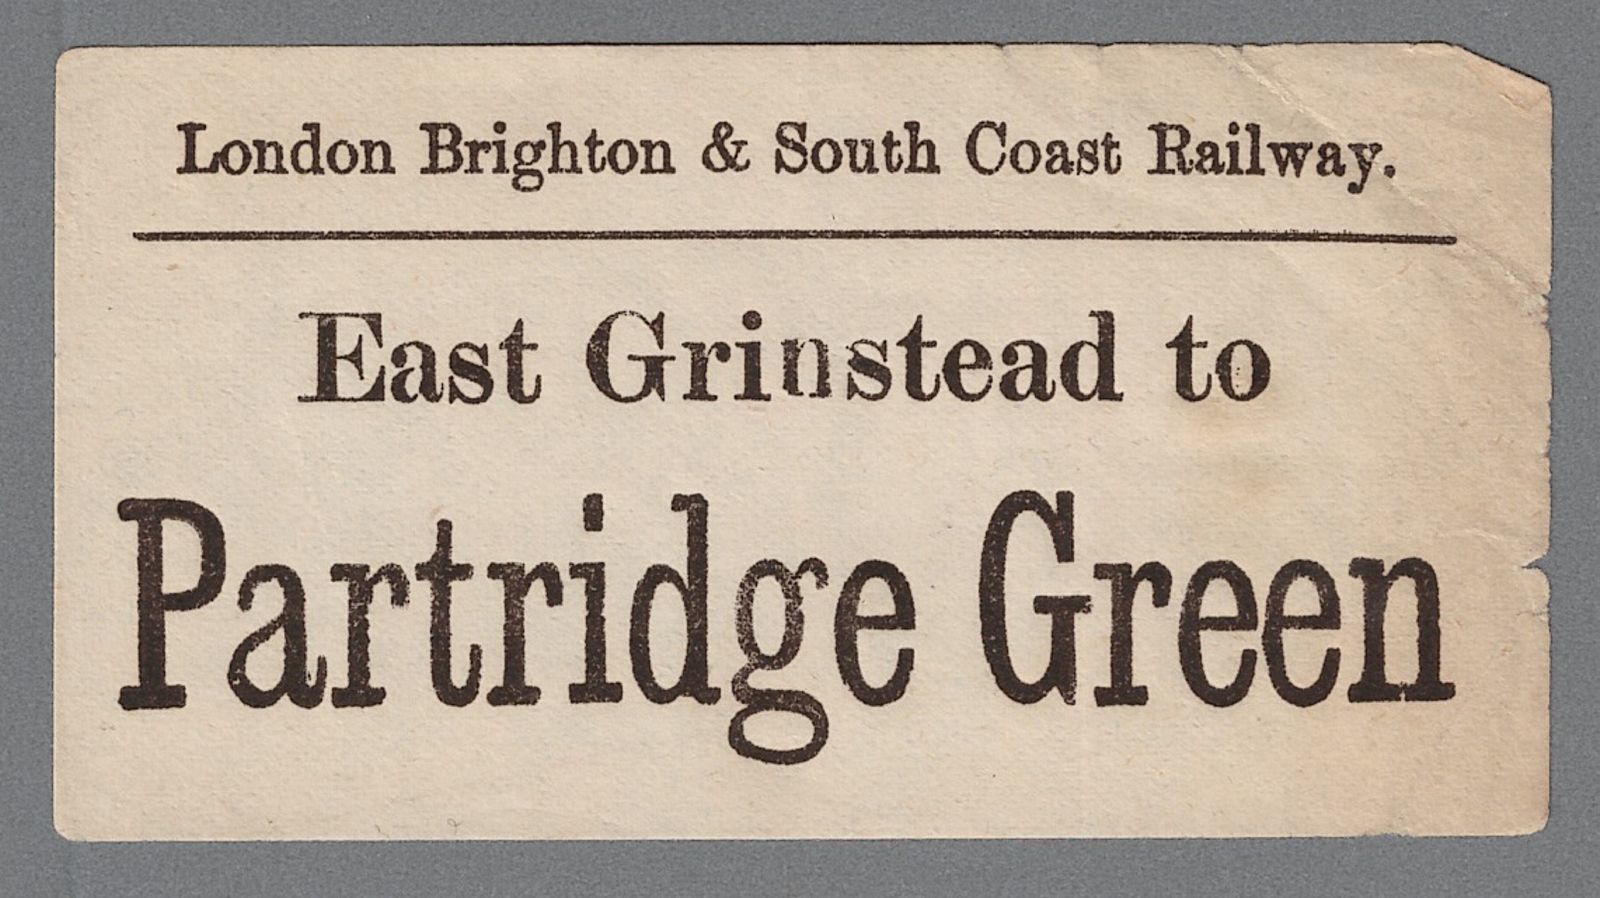 London Brighton & South Coast Railway.
East Grinstead to
Partridge Green